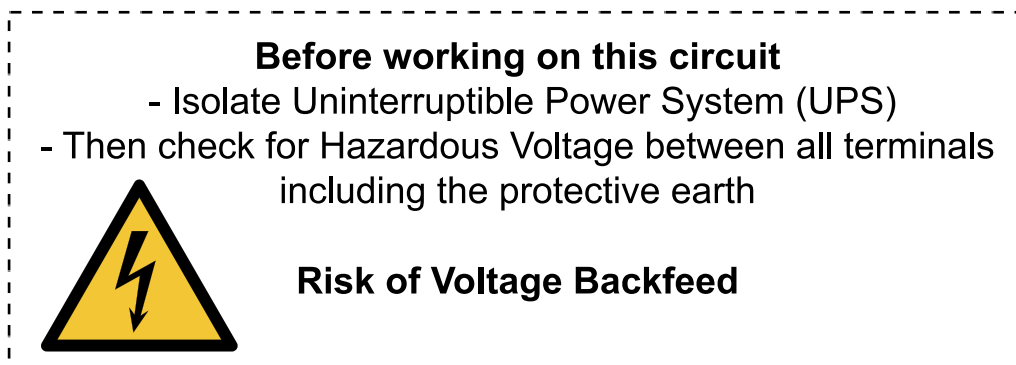 Before working on this circuit
- Isolate Uninterruptible Power System (UPS)
- Then check for Hazardous Voltage between all terminals
including the protective earth
Risk of Voltage Backfeed